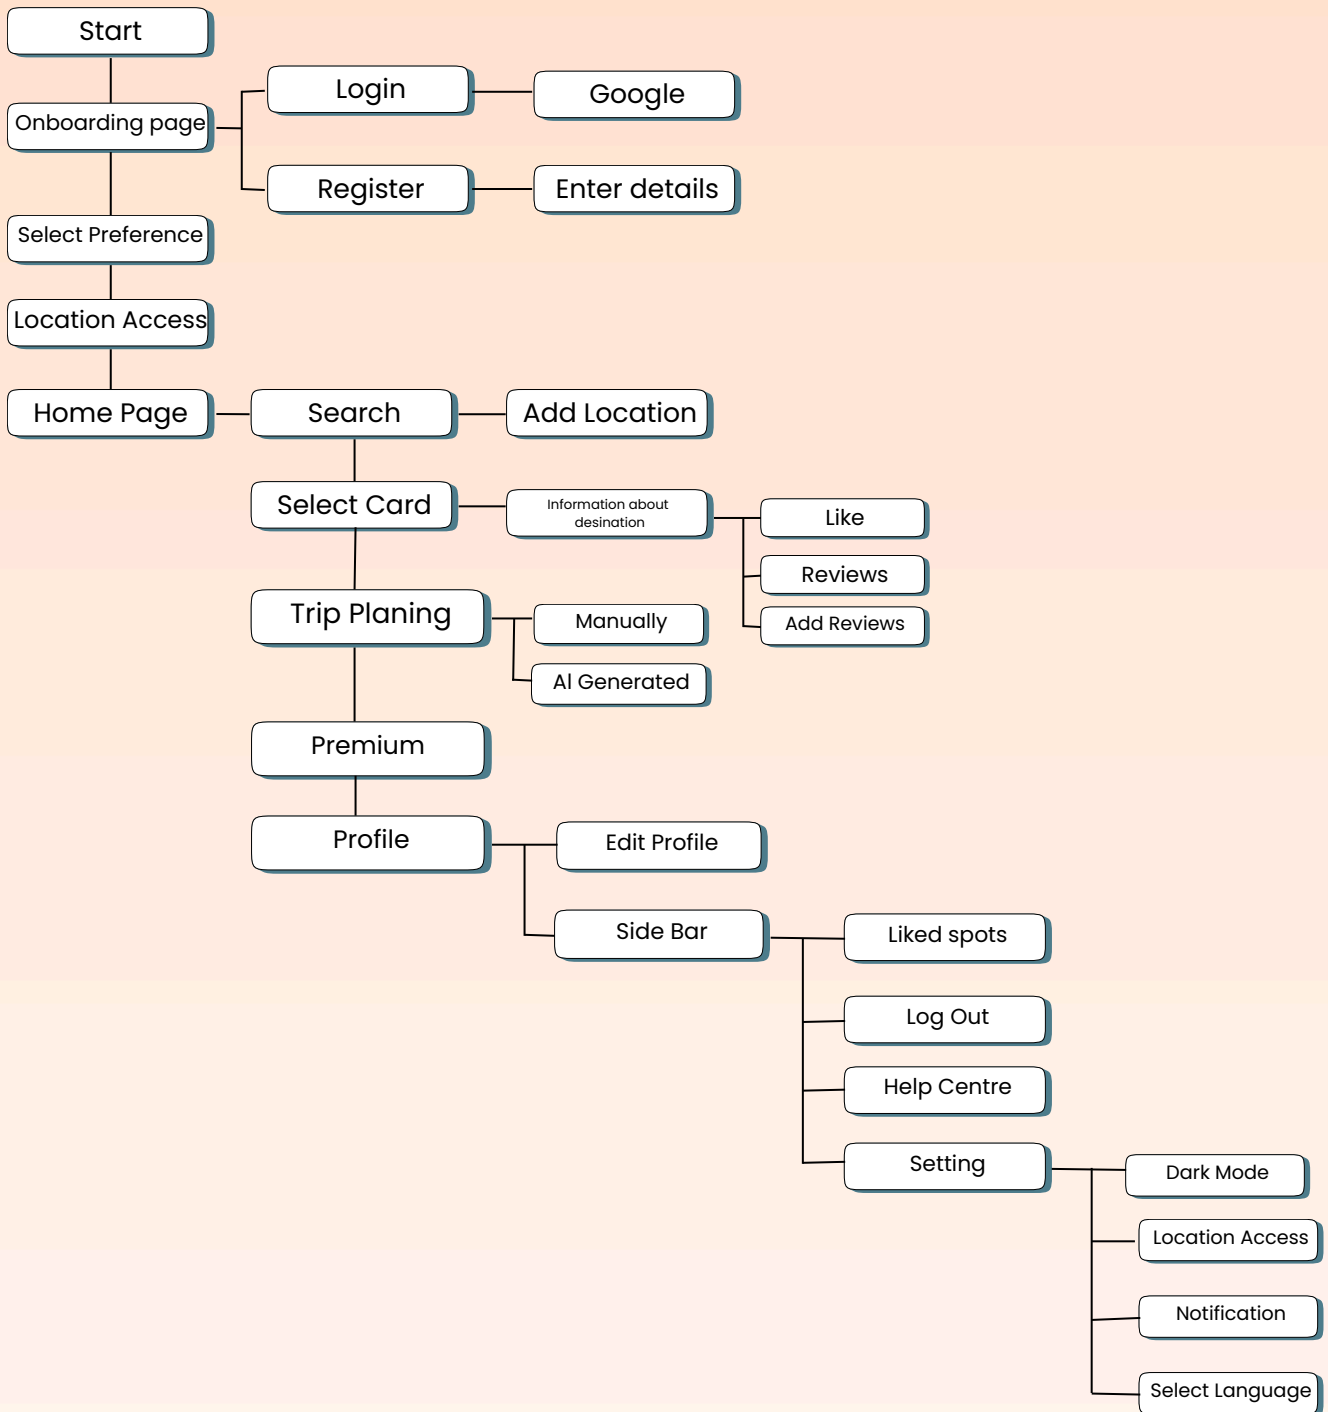 Start
Onboarding page
Login
Google
Register
Enter details
Select Preference
Location Access
Home Page
Search
Add Location
Select Card
Information about
desination
Like
Reviews
Add Reviews
Trip Planing
Manually
AI Generated
Premium
Profile
Edit Profile
Side Bar
Liked spots
Log Out
Help Centre
Setting
Dark Mode
Location Access
Notification
Select Language